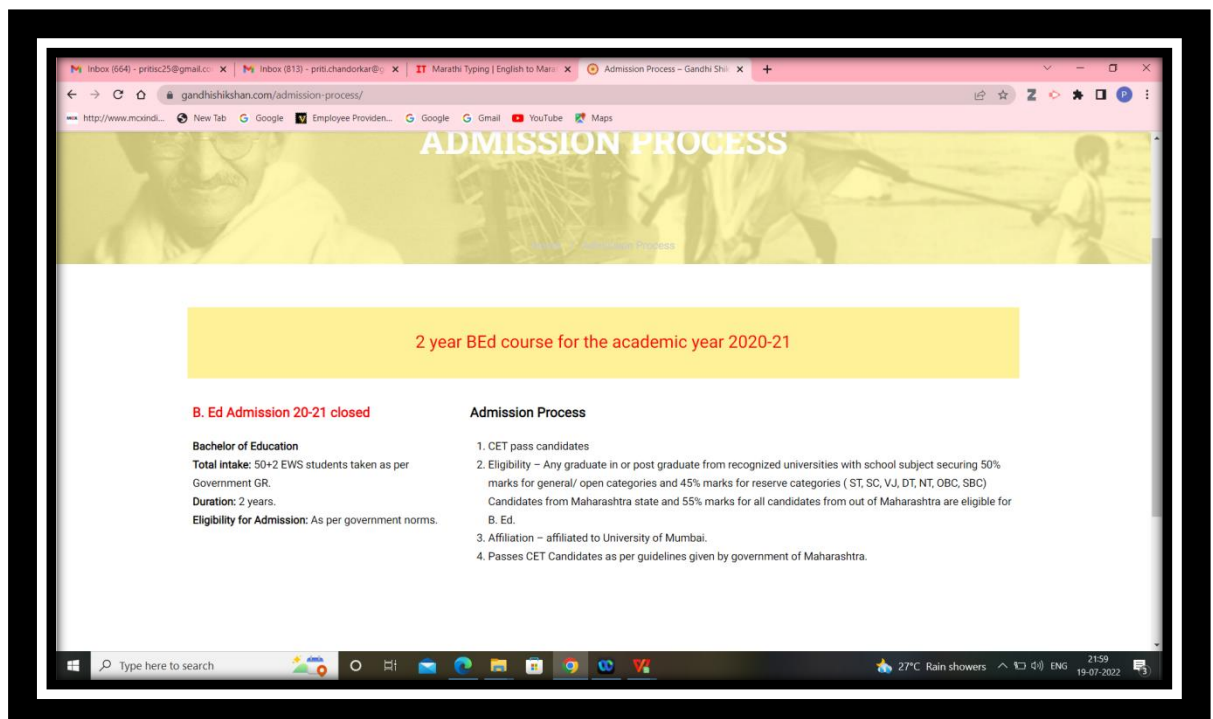 Inbox (664) - pritisc25@gmail.co
Inbox (813) - priti.chandorkar@g
Marathi Typing | English to Mara
Admission Process – Gandhi Shik
gandhishikshan.com/admission-process/
http://www.mcxindi...
New Tab
Google
Employee Providen...
Google
Gmail
YouTube
Maps
ADMISSION PROCESS
Process
2 year BEd course for the academic year 2020-21
B. Ed Admission 20-21 closed
Bachelor of Education
Total intake: 50+2 EWS students taken as per
Government GR.
Duration: 2 years.
Eligibility for Admission: As per government norms.
Admission Process
1. CET pass candidates
2. Eligibility – Any graduate in or post graduate from recognized universities with school subject securing 50%
marks for general/ open categories and 45% marks for reserve categories ( ST, SC, VJ, DT, NT, OBC, SBC)
Candidates from Maharashtra state and 55% marks for all candidates from out of Maharashtra are eligible for
B. Ed.
3. Affiliation – affiliated to University of Mumbai.
4. Passes CET Candidates as per guidelines given by government of Maharashtra.
Type here to search
27°C Rain showers
ENG
21:59
19-07-2022